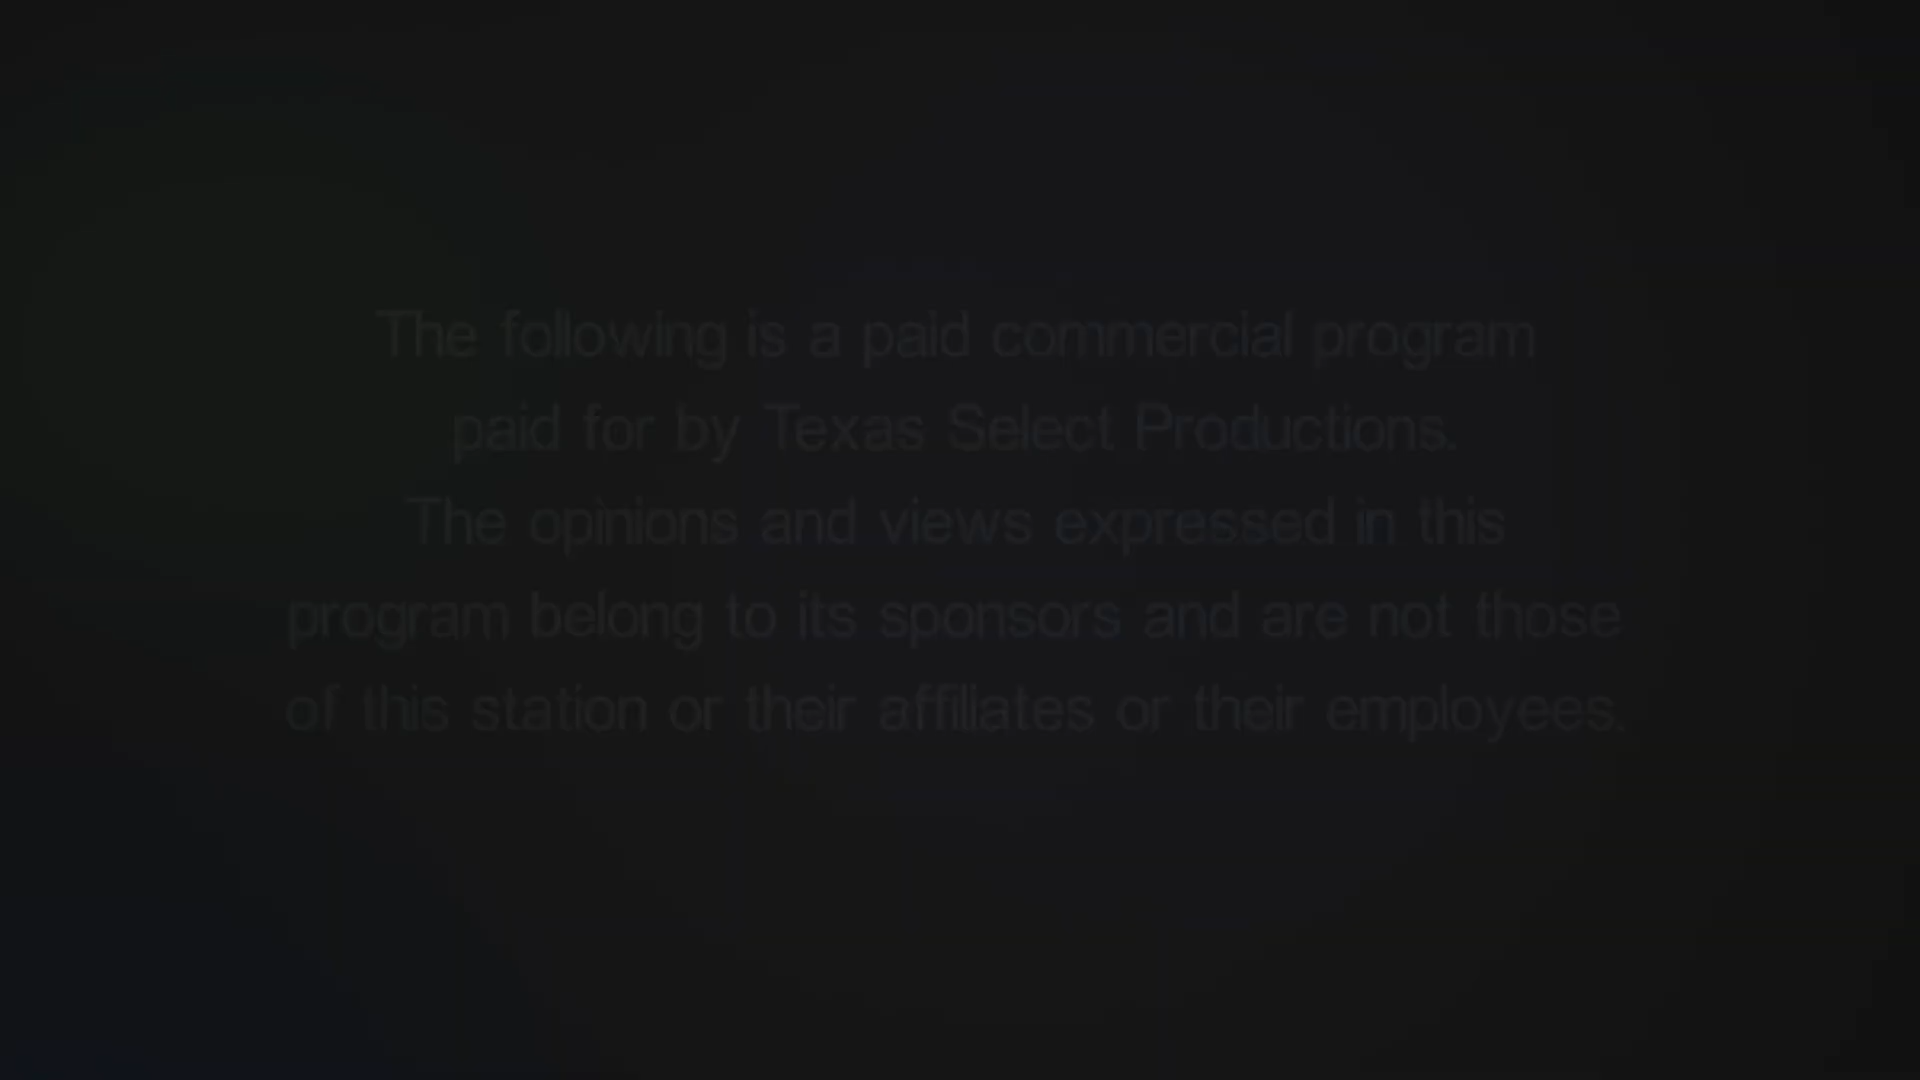 The following is a paid commercial program
paid for by Texas Select Productions.
The opinions and views expressed in this
program belong to its sponsors and are not those
of this station or their affiliates or their employees.